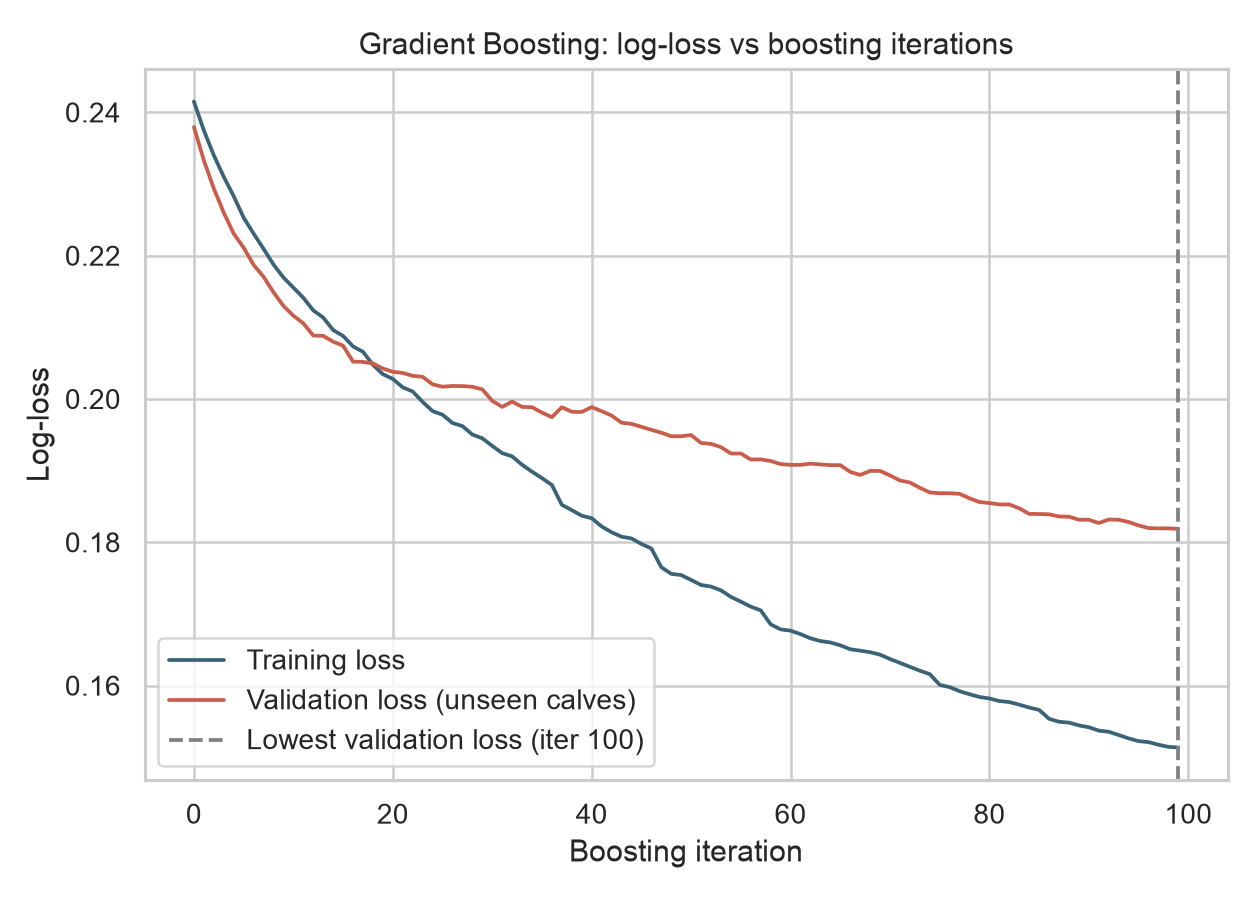 Gradient Boosting: log-loss vs boosting iterations
Log-loss
0.24
0.22
0.20
0.18
0.16
Training loss
Validation loss (unseen calves)
Lowest validation loss (iter 100)
0 20 40 60 80 100
Boosting iteration